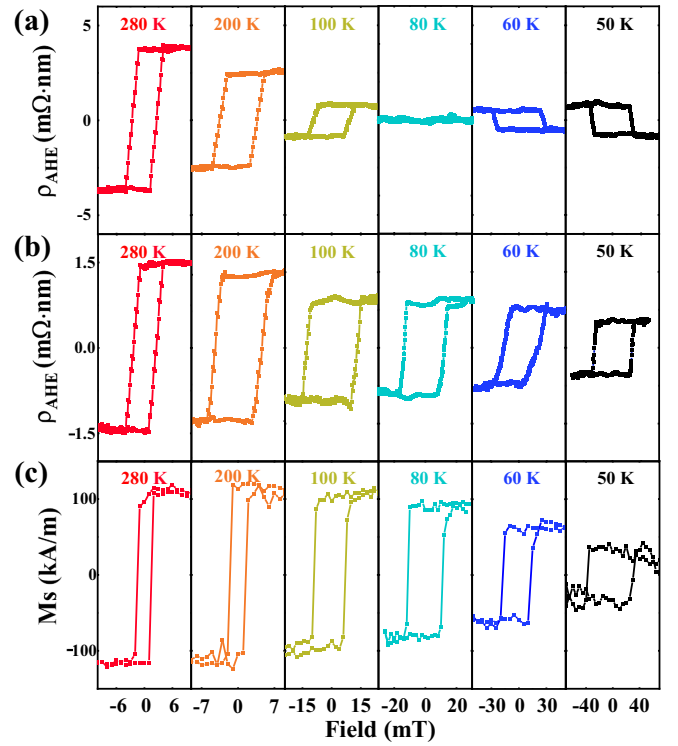 (a)
280 K 200 K 100 K 80 K 60 K 50 K
5
0
-5
ρAHE (mΩ·nm)
(b)
280 K 200 K 100 K 80 K 60 K 50 K
1.5
0.0
-1.5
ρAHE (mΩ·nm)
(c)
280 K 200 K 100 K 80 K 60 K 50 K
100
0
-100
Ms (kA/m)
-6 0 6 -7 0 7 -15 0 15 -20 0 20 -30 0 30 -40 0 40
Field (mT)